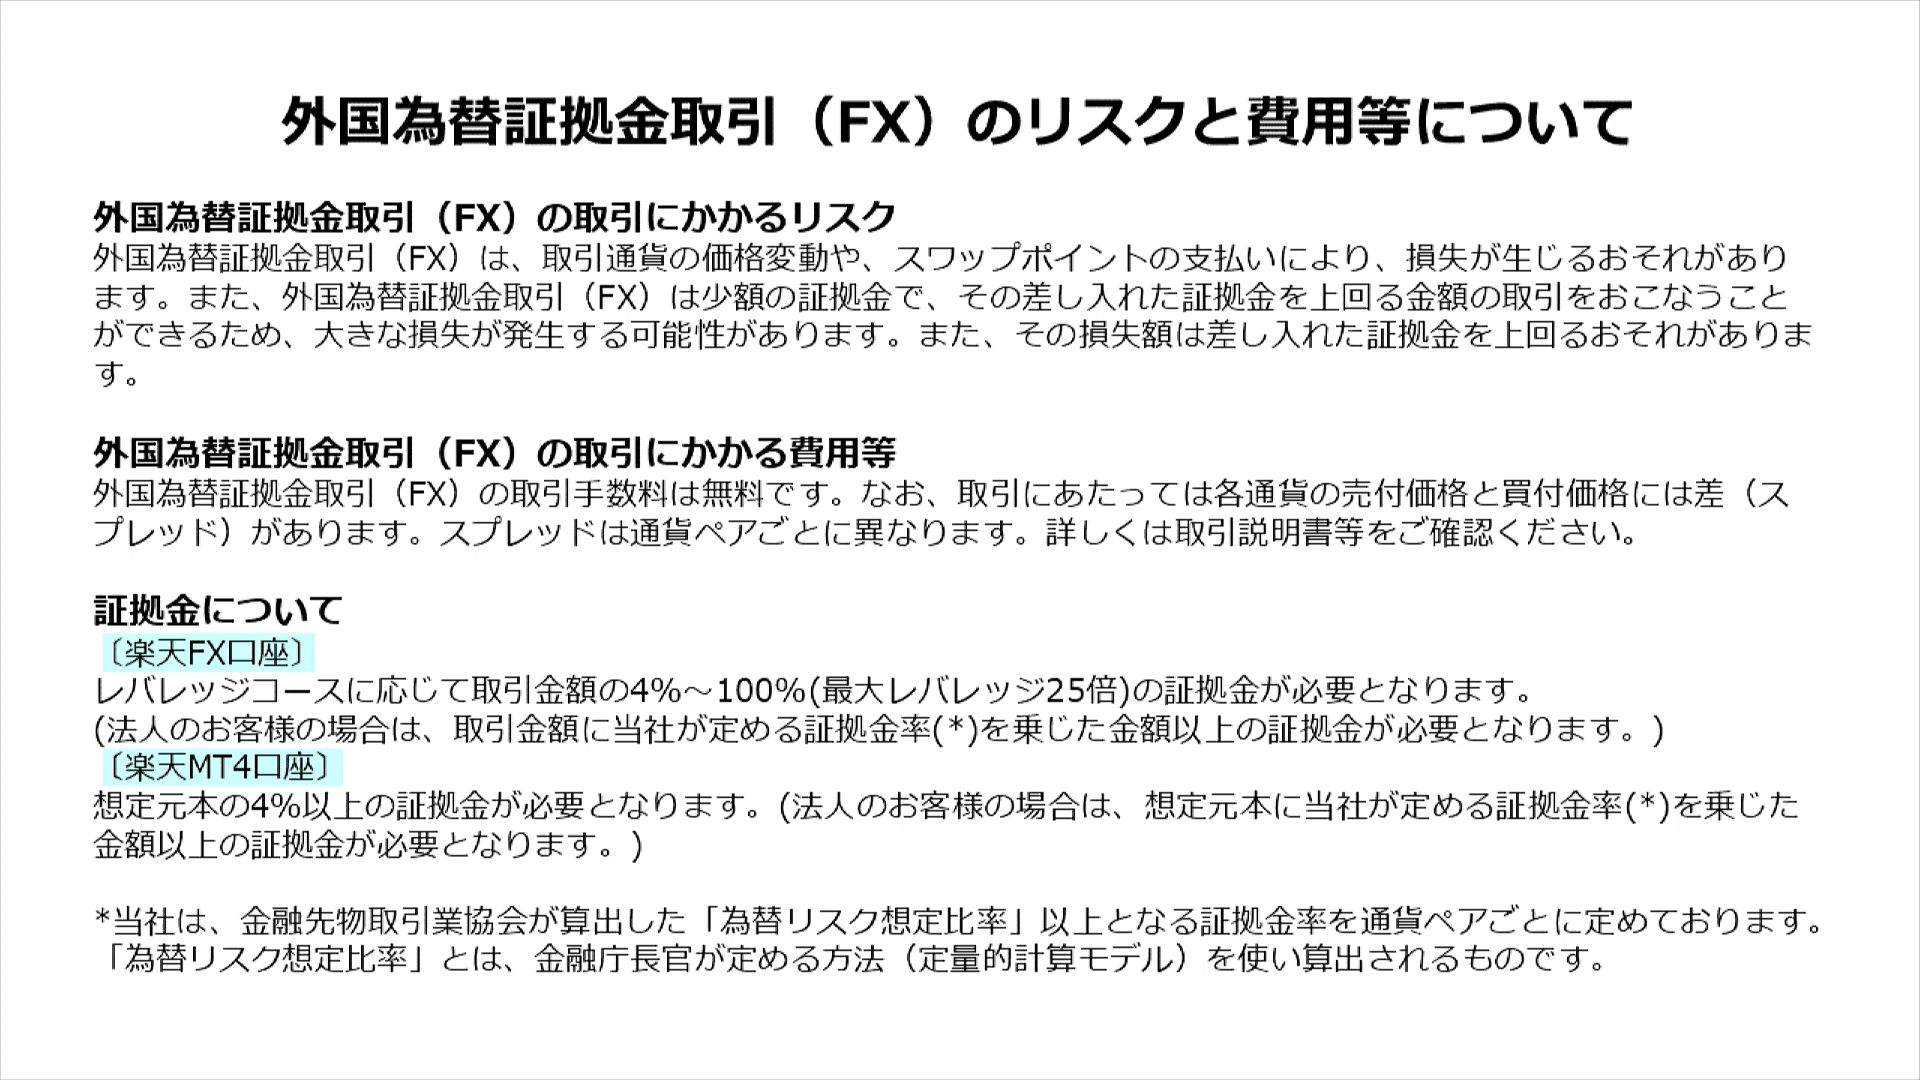 外国為替証拠金取引（FX）のリスクと費用等について
外国為替証拠金取引（FX）の取引にかかるリスク
外国為替証拠金取引（FX）は、取引通貨の価格変動や、スワップポイントの支払いにより、損失が生じるおそれがあり
ます。また、外国為替証拠金取引（FX）は少額の証拠金で、その差し入れた証拠金を上回る金額の取引をおこなうこと
ができるため、大きな損失が発生する可能性があります。また、その損失額は差し入れた証拠金を上回るおそれがありま
す。
外国為替証拠金取引（FX）の取引にかかる費用等
外国為替証拠金取引（FX）の取引手数料は無料です。なお、取引にあたっては各通貨の売付価格と買付価格には差（ス
プレッド）があります。スプレッドは通貨ペアごとに異なります。詳しくは取引説明書等をご確認ください。
証拠金について
〔楽天FX口座〕
レバレッジコースに応じて取引金額の4%～100%(最大レバレッジ25倍)の証拠金が必要となります。
(法人のお客様の場合は、取引金額に当社が定める証拠金率(*)を乗じた金額以上の証拠金が必要となります。)
〔楽天MT4口座〕
想定元本の4%以上の証拠金が必要となります。(法人のお客様の場合は、想定元本に当社が定める証拠金率(*)を乗じた
金額以上の証拠金が必要となります。)
*当社は、金融先物取引業協会が算出した「為替リスク想定比率」以上となる証拠金率を通貨ペアごとに定めております。
「為替リスク想定比率」とは、金融庁長官が定める方法（定量的計算モデル）を使い算出されるものです。